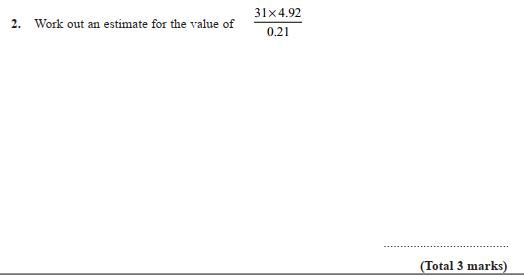 2. Work out an estimate for the value of 31×4.92
0.21
..........................................
(Total 3 marks)